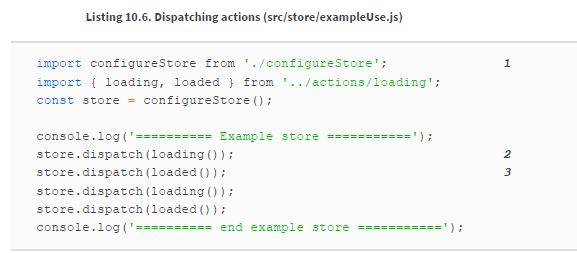 Listing 10.6. Dispatching actions (src/store/exampleUse.js)
import configureStore from './configureStore'; 1
import { loading, loaded } from '../actions/loading';
const store = configureStore();
console.log('========== Example store ===========');
store.dispatch(loading()); 2
store.dispatch(loaded()); 3
store.dispatch(loading());
store.dispatch(loaded());
console.log('========== end example store ===========');